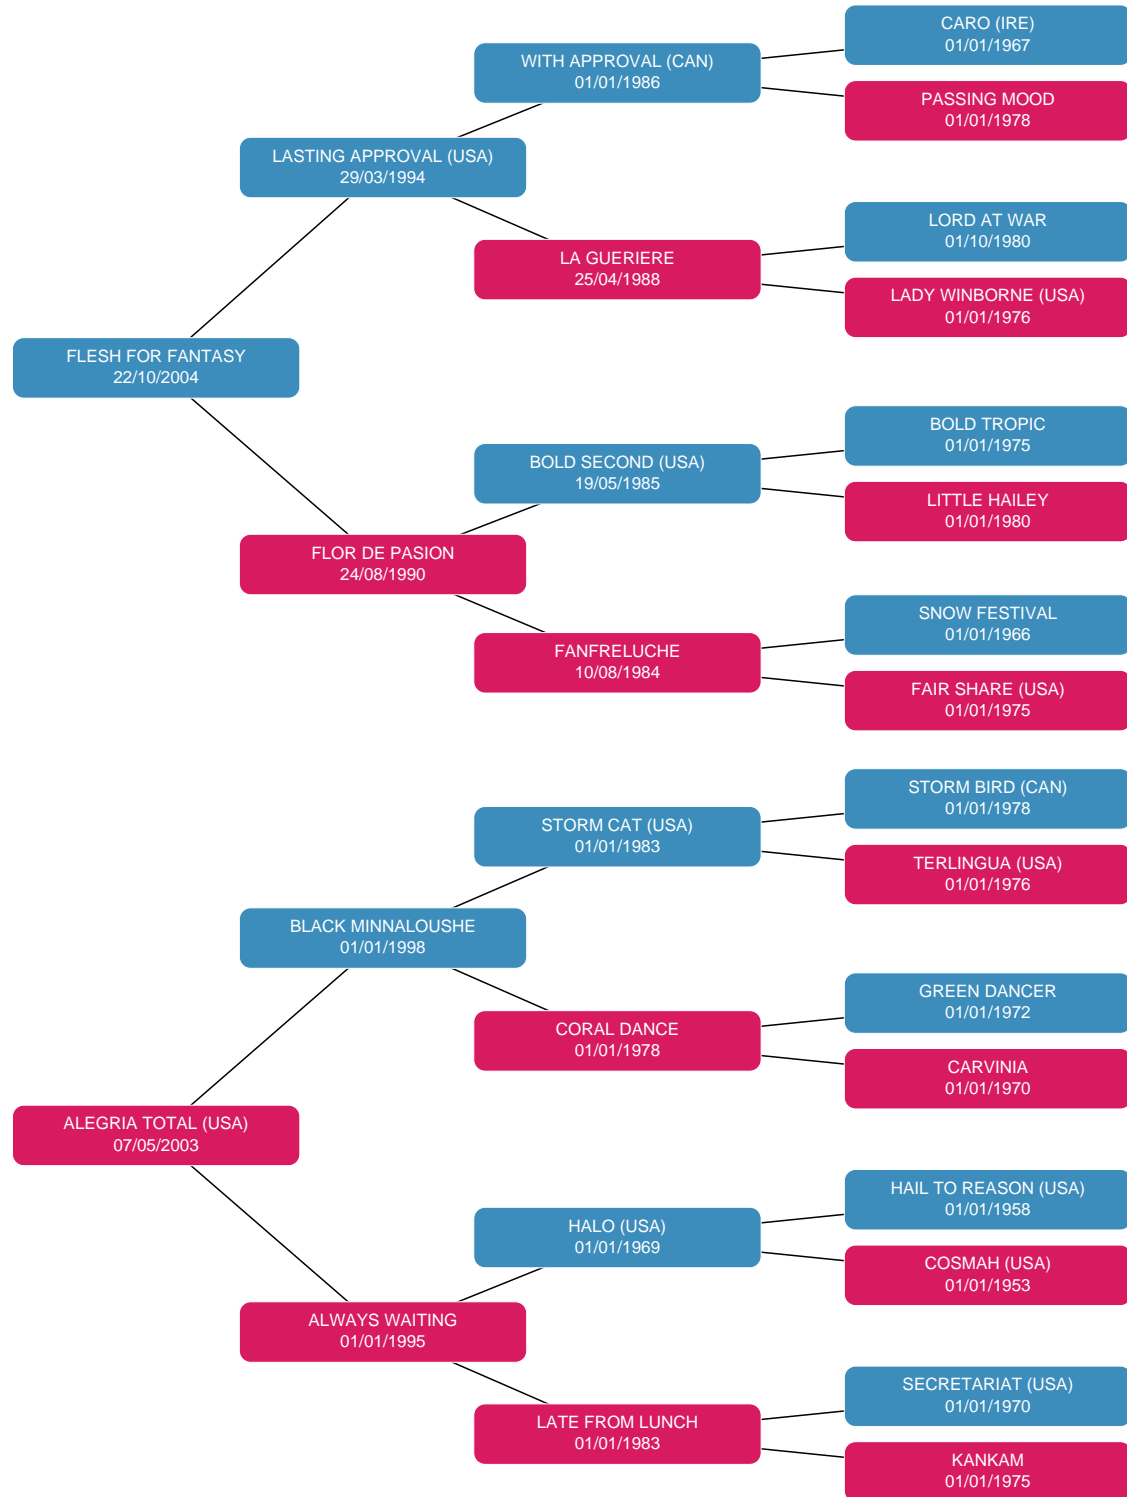 CARO (IRE)
01/01/1967
WITH APPROVAL (CAN)
01/01/1986
PASSING MOOD
01/01/1978
LASTING APPROVAL (USA)
29/03/1994
LORD AT WAR
01/10/1980
LA GUERIERE
25/04/1988
LADY WINBORNE (USA)
01/01/1976
FLESH FOR FANTASY
22/10/2004
BOLD TROPIC
01/01/1975
BOLD SECOND (USA)
19/05/1985
LITTLE HAILEY
01/01/1980
FLOR DE PASION
24/08/1990
SNOW FESTIVAL
01/01/1966
FANFRELUCHE
10/08/1984
FAIR SHARE (USA)
01/01/1975
STORM BIRD (CAN)
01/01/1978
STORM CAT (USA)
01/01/1983
TERLINGUA (USA)
01/01/1976
BLACK MINNALOUSHE
01/01/1998
GREEN DANCER
01/01/1972
CORAL DANCE
01/01/1978
CARVINIA
01/01/1970
ALEGRIA TOTAL (USA)
07/05/2003
HAIL TO REASON (USA)
01/01/1958
HALO (USA)
01/01/1969
COSMAH (USA)
01/01/1953
ALWAYS WAITING
01/01/1995
SECRETARIAT (USA)
01/01/1970
LATE FROM LUNCH
01/01/1983
KANKAM
01/01/1975